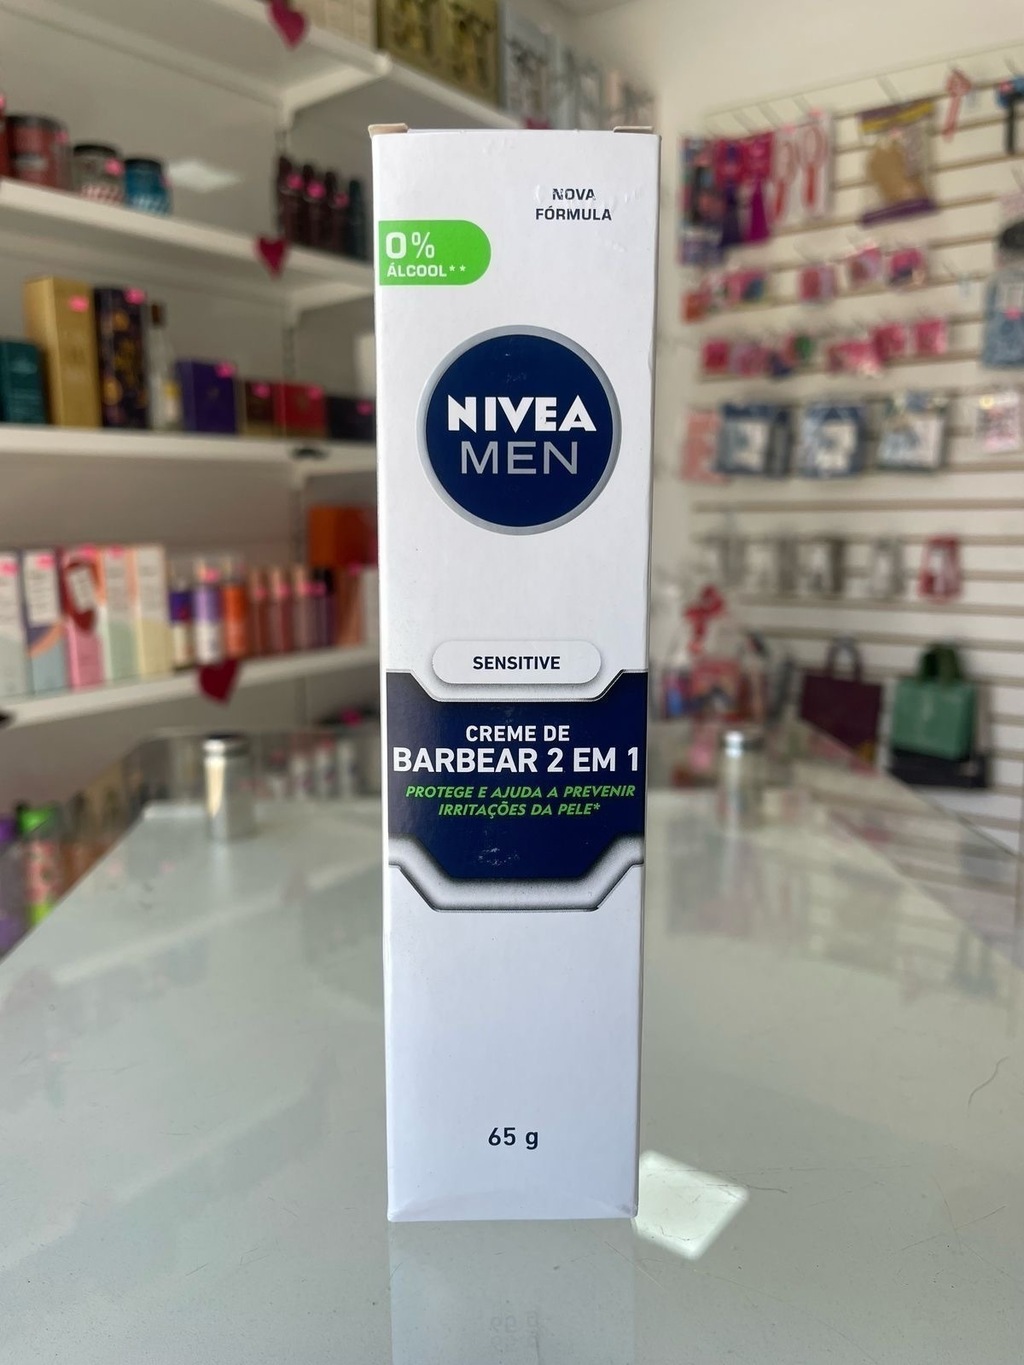 NOVA
FÓRMULA
0%
ÁLCOOL**
NIVEA
MEN
SENSITIVE
CREME DE
BARBEAR 2 EM 1
PROTEGE E AJUDA A PREVENIR
IRRITAÇÕES DA PELE*
65 g